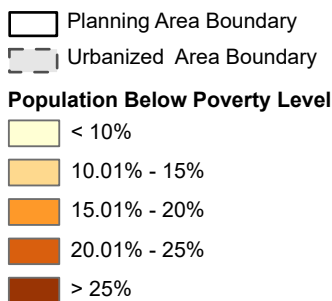 Planning Area Boundary
Urbanized Area Boundary
Population Below Poverty Level
< 10%
10.01% - 15%
15.01% - 20%
20.01% - 25%
> 25%